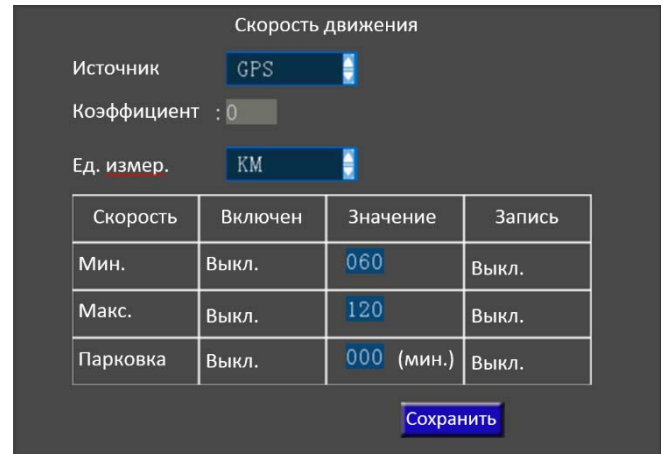 Скорость движения
Источник GPS
Коэффициент : 0
Ед. измер. KM
Скорость Включен Значение Запись
Мин. Выкл. 060 Выкл.
Макс. Выкл. 120 Выкл.
Парковка Выкл. 000 (мин.) Выкл.
Сохранить